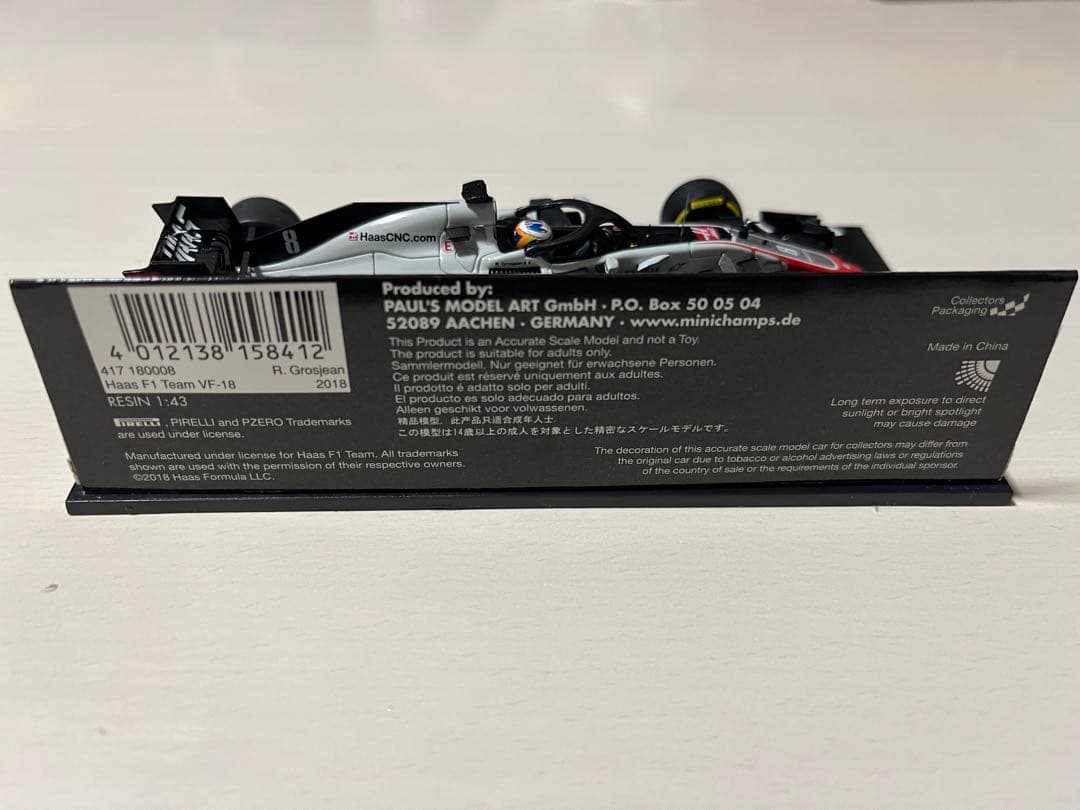 HAAS
8
HaasCNC.com
4 012138 158412
417 180008 R. Grosjean
Haas F1 Team VF-18 2018
RESIN 1:43
PIRELLI, PIRELLI and PZERO Trademarks
are used under license.
Manufactured under license for Haas F1 Team. All trademarks
shown are used with the permission of their respective owners.
©2018 Haas Formula LLC.
Produced by:
PAUL'S MODEL ART GmbH · P.O. Box 50 05 04
52089 AACHEN · GERMANY · www.minichamps.de
This Product is an Accurate Scale Model and not a Toy.
The product is suitable for adults only.
Sammlermodell. Nur geeignet für erwachsene Personen.
Ce produit est réservé uniquement aux adultes.
Il prodotto é adatto solo per adulti.
El producto es solo adecuado para adultos.
Alleen geschikt voor volwassenen.
精品模型．此产品只适合成年人士．
この模型は14歳以上の成人を対象とした精密なスケールモデルです。
Collectors
Packaging
Made in China
Long term exposure to direct
sunlight or bright spotlight
may cause damage
The decoration of this accurate scale model car for collectors may differ from
the original car due to tobacco or alcohol advertising laws or regulations
of the country of sale or the requirements of the individual sponsor.